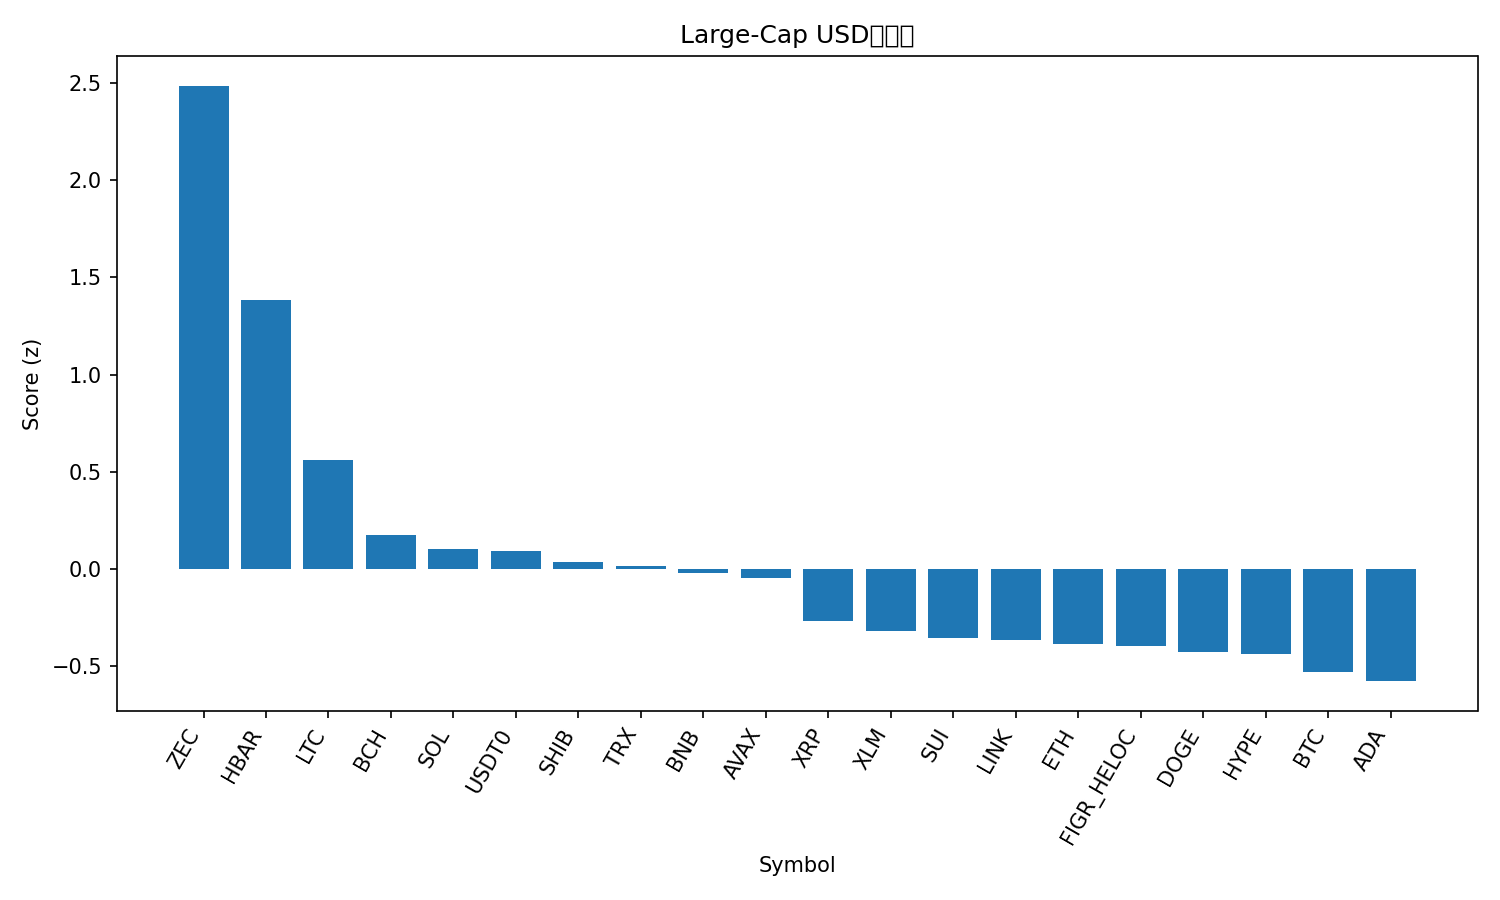 Large-Cap USD
Score (z)
2.5
2.0
1.5
1.0
0.5
0.0
−0.5
ZEC
HBAR
LTC
BCH
SOL
USDT0
SHIB
TRX
BNB
AVAX
XRP
XLM
SUI
LINK
ETH
FIGR_HELOC
DOGE
HYPE
BTC
ADA
Symbol